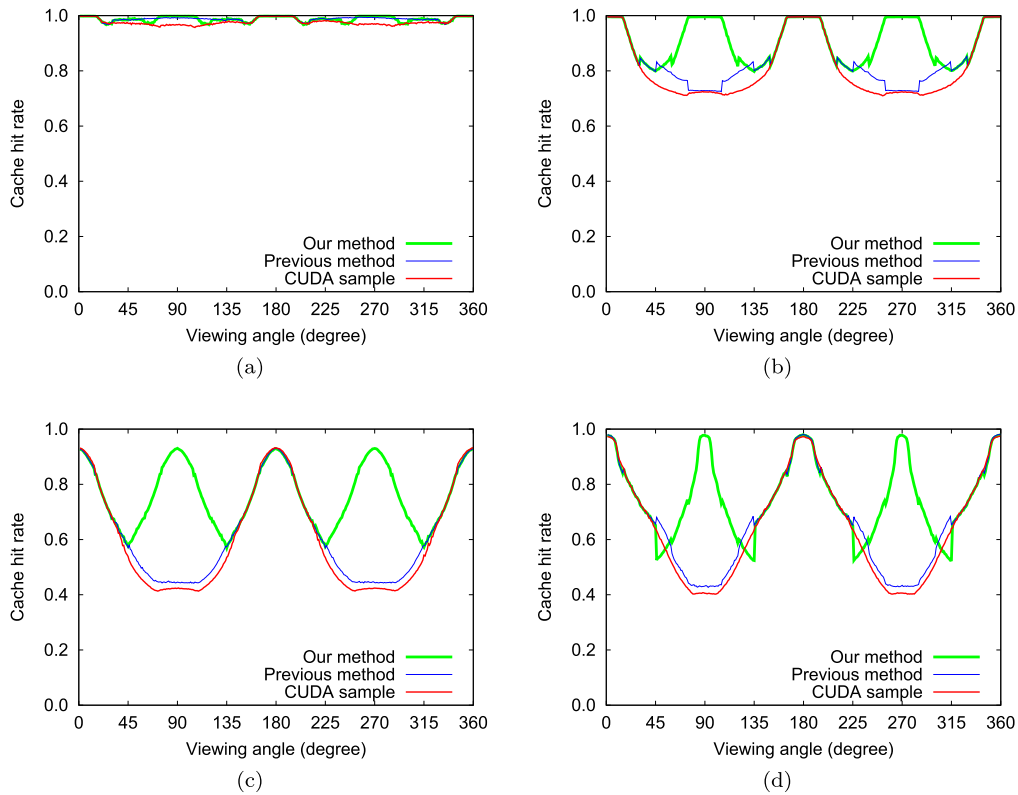 1.0
0.8
0.6
0.4
0.2
0.0
Cache hit rate
Our method
Previous method
CUDA sample
0 45 90 135 180 225 270 315 360
Viewing angle (degree)
(a)
1.0
0.8
0.6
0.4
0.2
0.0
Cache hit rate
Our method
Previous method
CUDA sample
0 45 90 135 180 225 270 315 360
Viewing angle (degree)
(b)
1.0
0.8
0.6
0.4
0.2
0.0
Cache hit rate
Our method
Previous method
CUDA sample
0 45 90 135 180 225 270 315 360
Viewing angle (degree)
(c)
1.0
0.8
0.6
0.4
0.2
0.0
Cache hit rate
Our method
Previous method
CUDA sample
0 45 90 135 180 225 270 315 360
Viewing angle (degree)
(d)